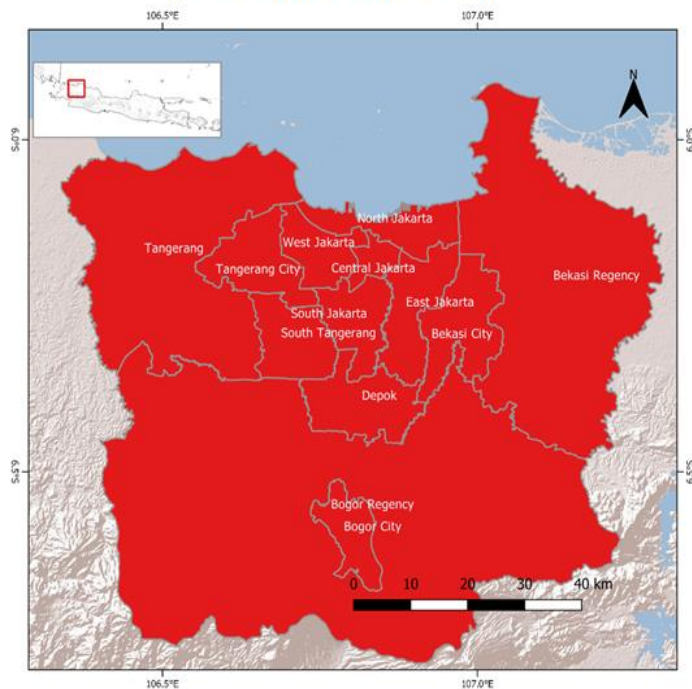 106.5°E
107.0°E
N
6.0°S
6.0°S
North Jakarta
West Jakarta
Tangerang
Tangerang City
Central Jakarta
Bekasi Regency
East Jakarta
South Jakarta
South Tangerang
Bekasi City
Depok
6.5°S
6.5°S
Bogor Regency
Bogor City
0 10 20 30 40 km
106.5°E
107.0°E